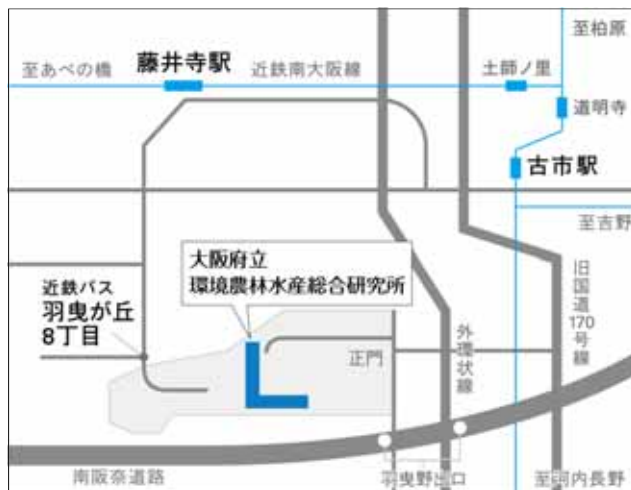 至柏原
至あべの橋
藤井寺駅
近鉄南大阪線
土師ノ里
道明寺
古市駅
至吉野
大阪府立
環境農林水産総合研究所
近鉄バス
羽曳が丘
8丁目
正門
外環状線
旧国道170号線
南阪奈道路
羽曳野出口
至河内長野